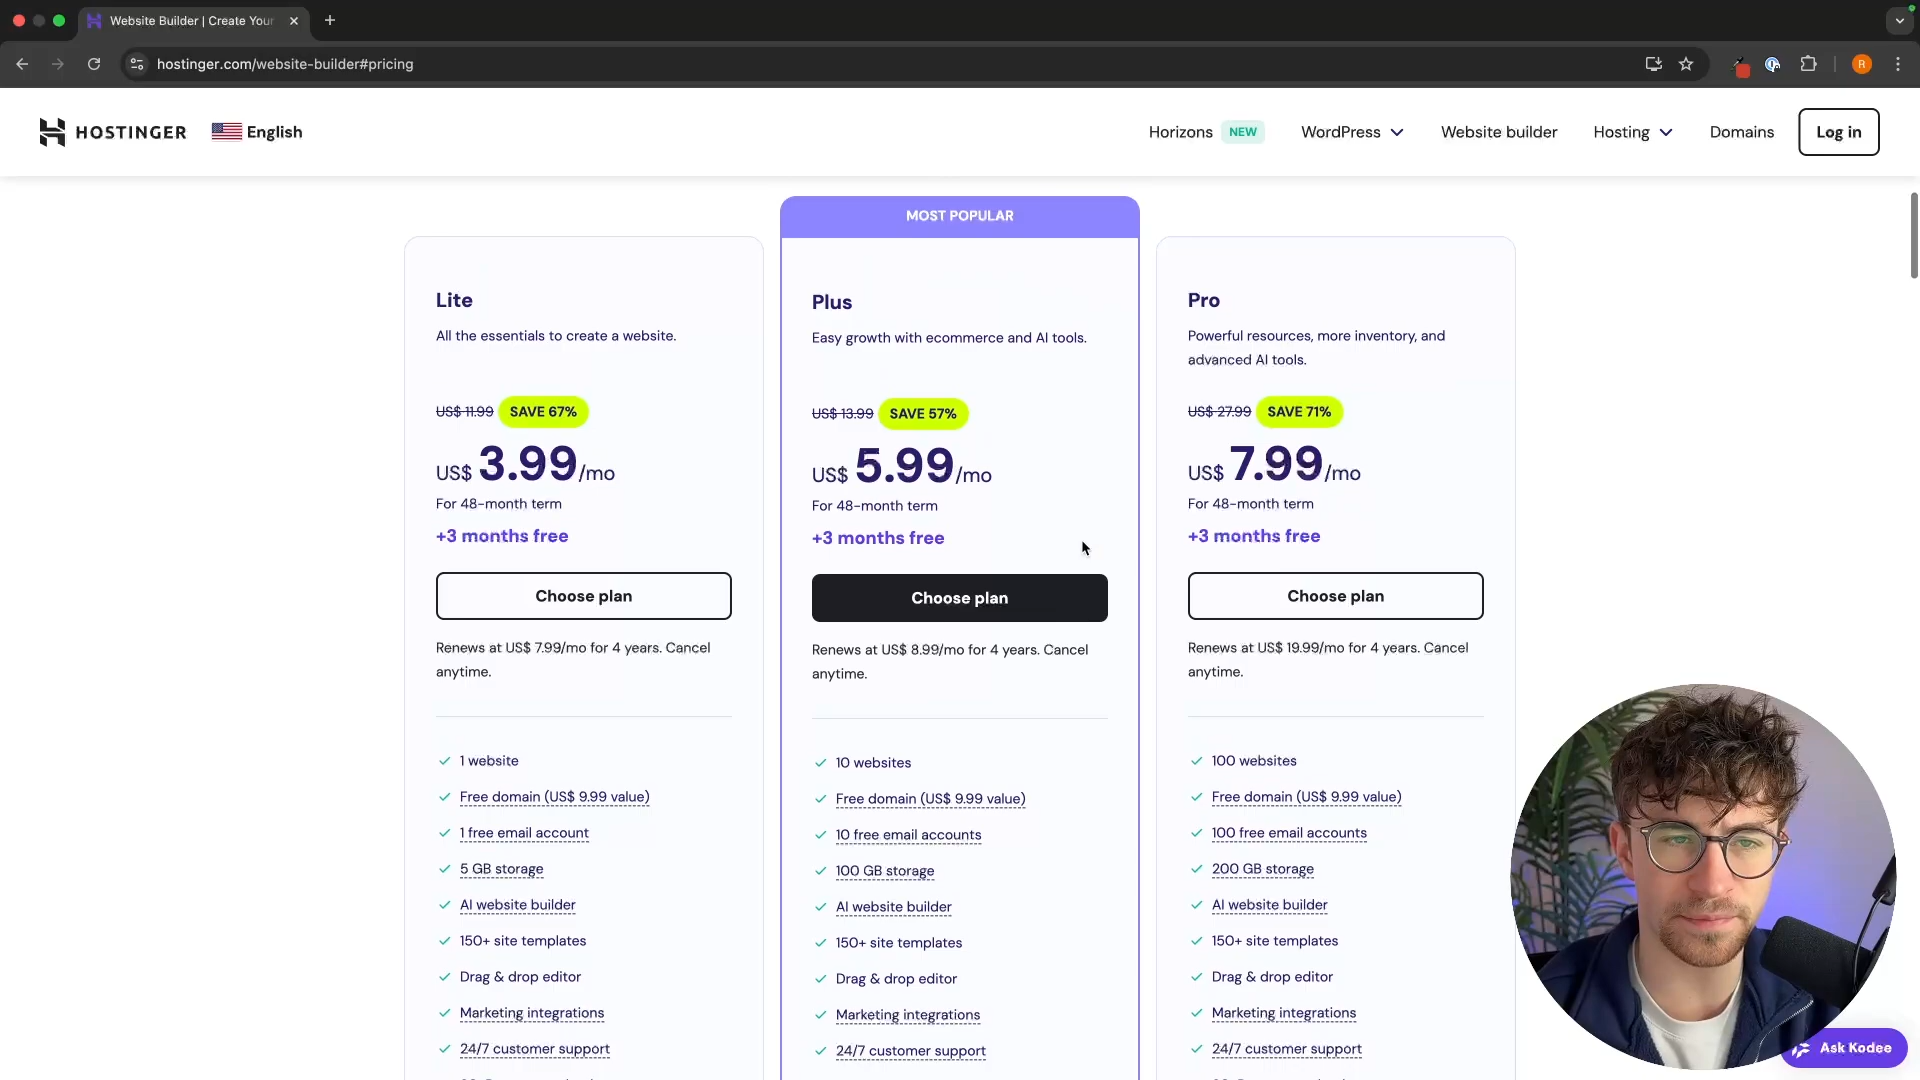 Website Builder | Create Your
hostinger.com/website-builder#pricing
R
HOSTINGER
English
Horizons NEW
WordPress
Website builder
Hosting
Domains
Log in
MOST POPULAR
Lite
All the essentials to create a website.
US$ 11.99 SAVE 67%
US$ 3.99/mo
For 48-month term
+3 months free
Choose plan
Renews at US$ 7.99/mo for 4 years. Cancel
anytime.
1 website
Free domain (US$ 9.99 value)
1 free email account
5 GB storage
AI website builder
150+ site templates
Drag & drop editor
Marketing integrations
24/7 customer support
Plus
Easy growth with ecommerce and AI tools.
US$ 13.99 SAVE 57%
US$ 5.99/mo
For 48-month term
+3 months free
Choose plan
Renews at US$ 8.99/mo for 4 years. Cancel
anytime.
10 websites
Free domain (US$ 9.99 value)
10 free email accounts
100 GB storage
AI website builder
150+ site templates
Drag & drop editor
Marketing integrations
24/7 customer support
Pro
Powerful resources, more inventory, and
advanced AI tools.
US$ 27.99 SAVE 71%
US$ 7.99/mo
For 48-month term
+3 months free
Choose plan
Renews at US$ 19.99/mo for 4 years. Cancel
anytime.
100 websites
Free domain (US$ 9.99 value)
100 free email accounts
200 GB storage
AI website builder
150+ site templates
Drag & drop editor
Marketing integrations
24/7 customer support
Ask Kodee